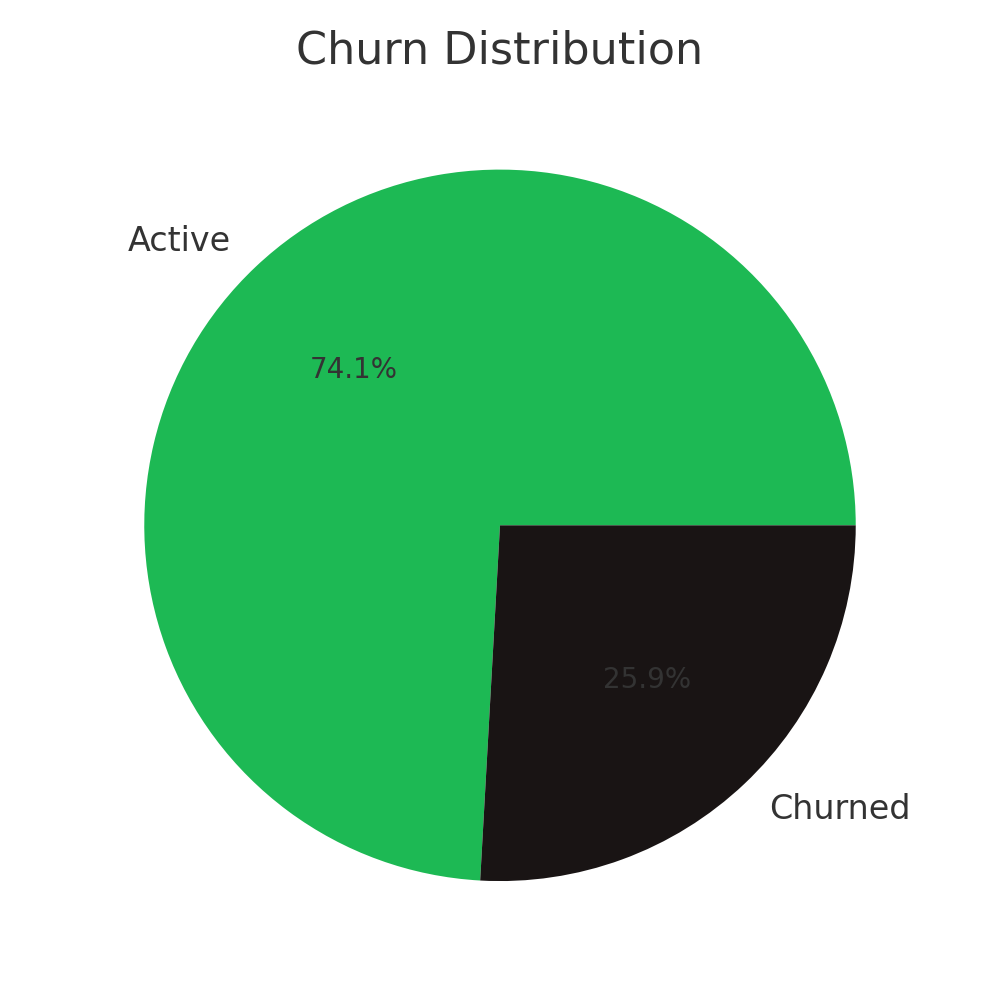 Churn Distribution
Active
74.1%
25.9%
Churned